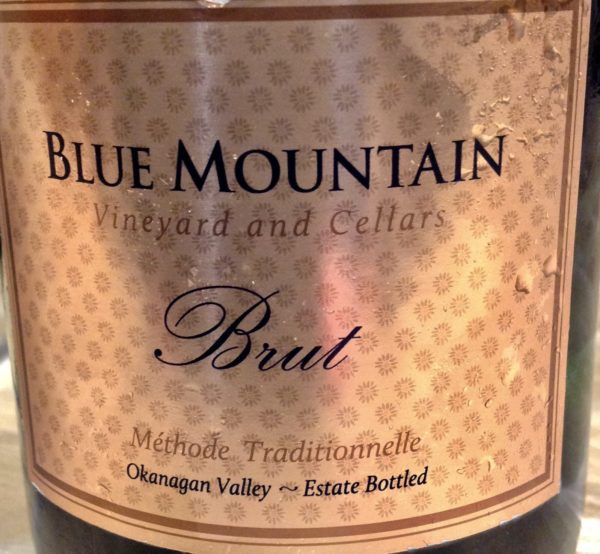 BLUE MOUNTAIN
Vineyard and Cellars
Brut
Méthode Traditionnelle
Okanagan Valley ~ Estate Bottled